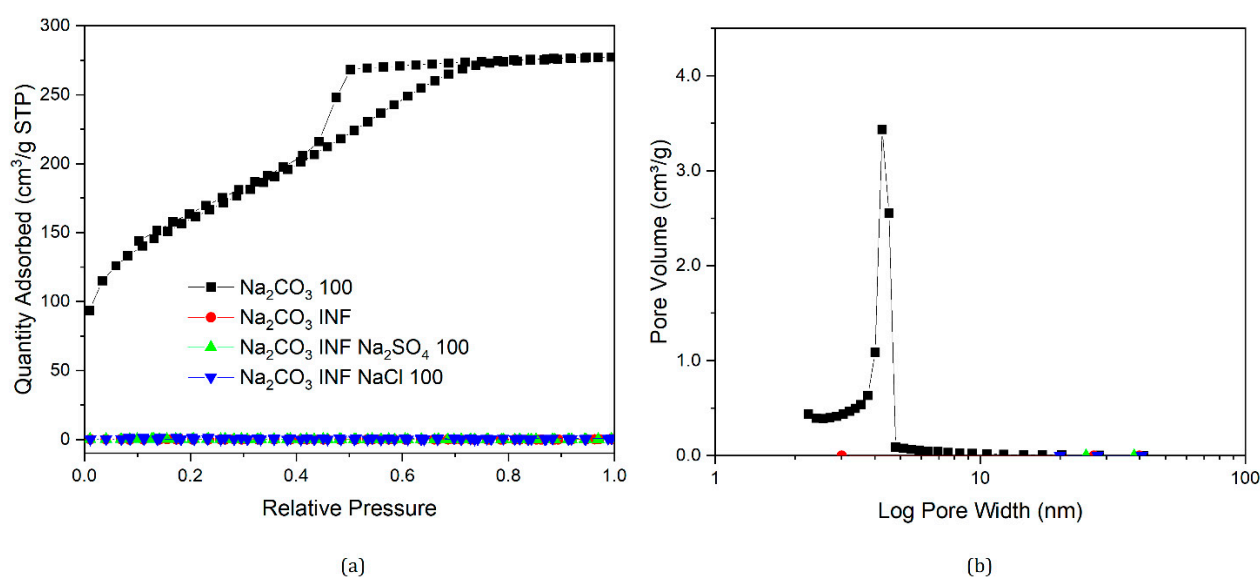 300
250
200
150
100
50
0
0.0 0.2 0.4 0.6 0.8 1.0
Quantity Adsorbed (cm³/g STP)
Relative Pressure
Na₂CO₃ 100
Na₂CO₃ INF
Na₂CO₃ INF Na₂SO₄ 100
Na₂CO₃ INF NaCl 100
(a)
4.0
3.0
2.0
1.0
0.0
1 10 100
Pore Volume (cm³/g)
Log Pore Width (nm)
(b)